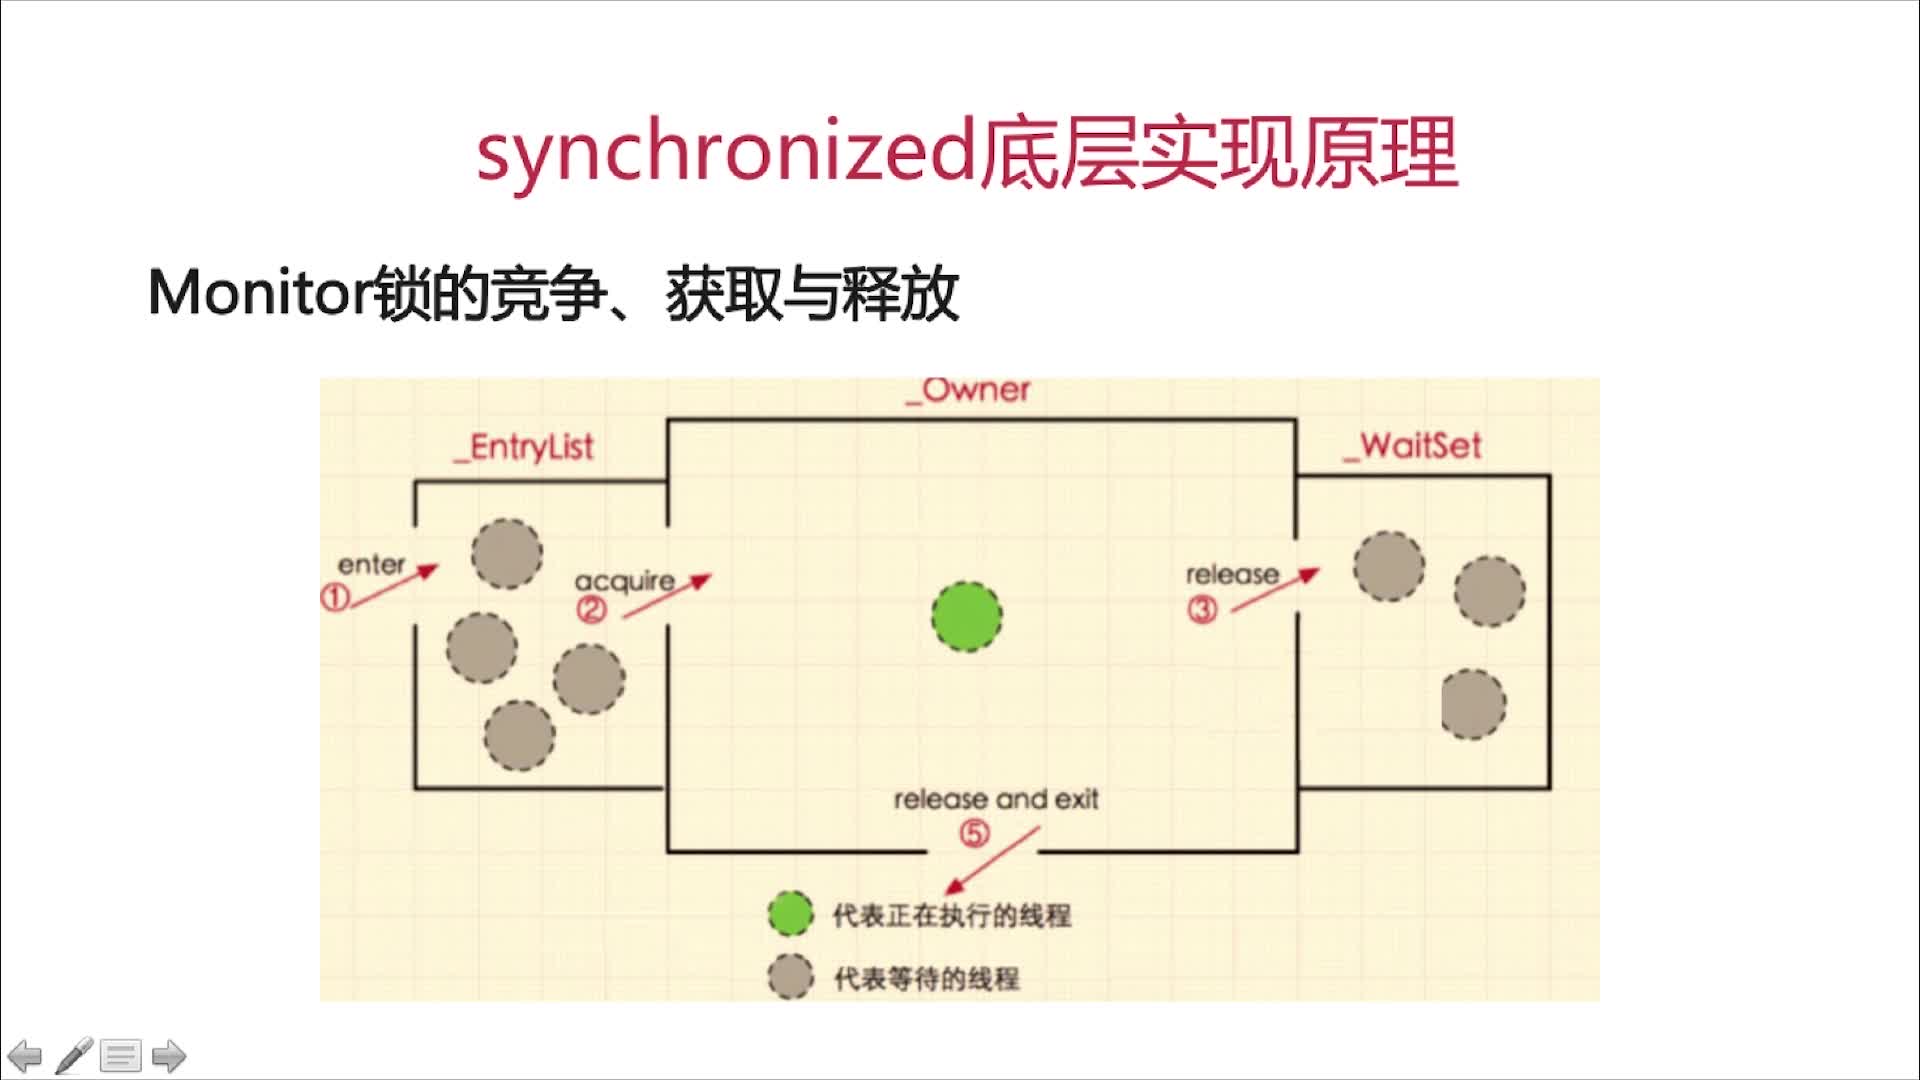 synchronized底层实现原理
Monitor锁的竞争、获取与释放
_Owner
_EntryList
_WaitSet
enter
①
acquire
②
release
③
release and exit
⑤
代表正在执行的线程
代表等待的线程